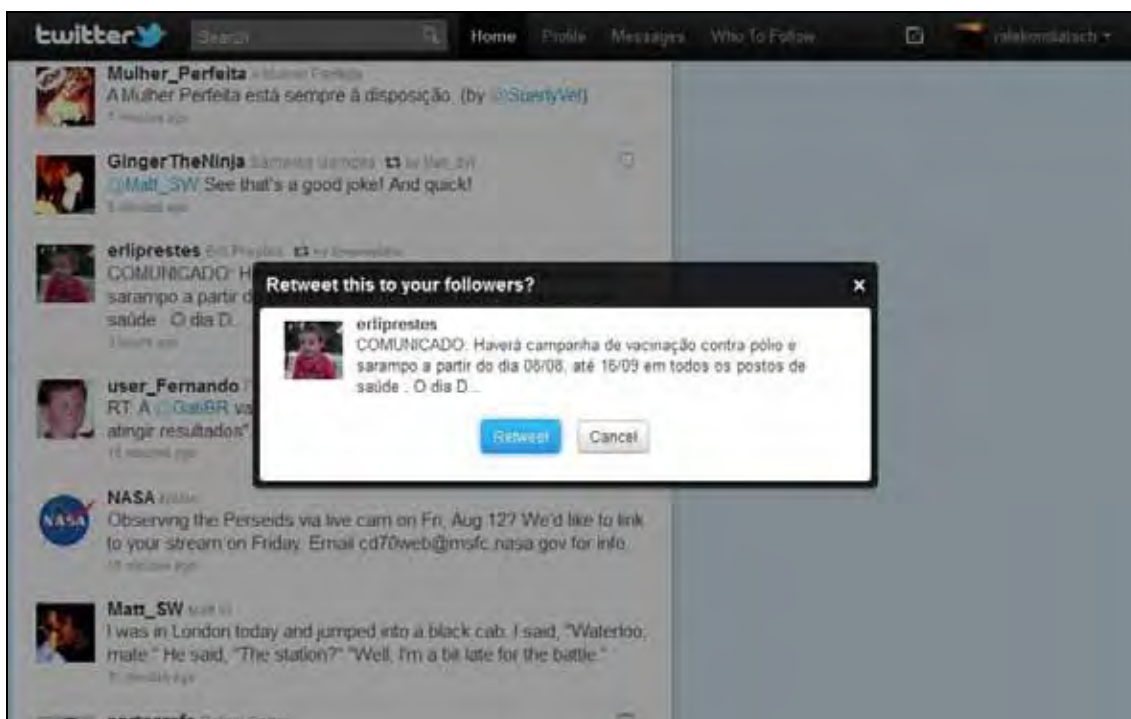 twitter
Search
Home Profile Messages Who To Follow
Mulher_Perfeita A Mulher Perfeita
A Mulher Perfeita está sempre à disposição. (by
GingerTheNinja
@Matt_SW See that's a good joke! And quick!
erliprestes
COMUNICADO: H
sarampo a partir d
saúde . O dia D...
user_Fernando
RT: A va
atingir resultados"
NASA NASA
Observing the Perseids via live cam on Fri, Aug 12? We'd like to link
to your stream on Friday. Email cd70web@msfc.nasa.gov for info.
Matt_SW
I was in London today and jumped into a black cab. I said, "Waterloo,
mate." He said, "The station?" "Well, I'm a bit late for the battle."
Retweet this to your followers?
erliprestes
COMUNICADO: Haverá campanha de vacinação contra pólio e
sarampo a partir do dia 08/08, até 16/09 em todos os postos de
saúde . O dia D...
Retweet Cancel